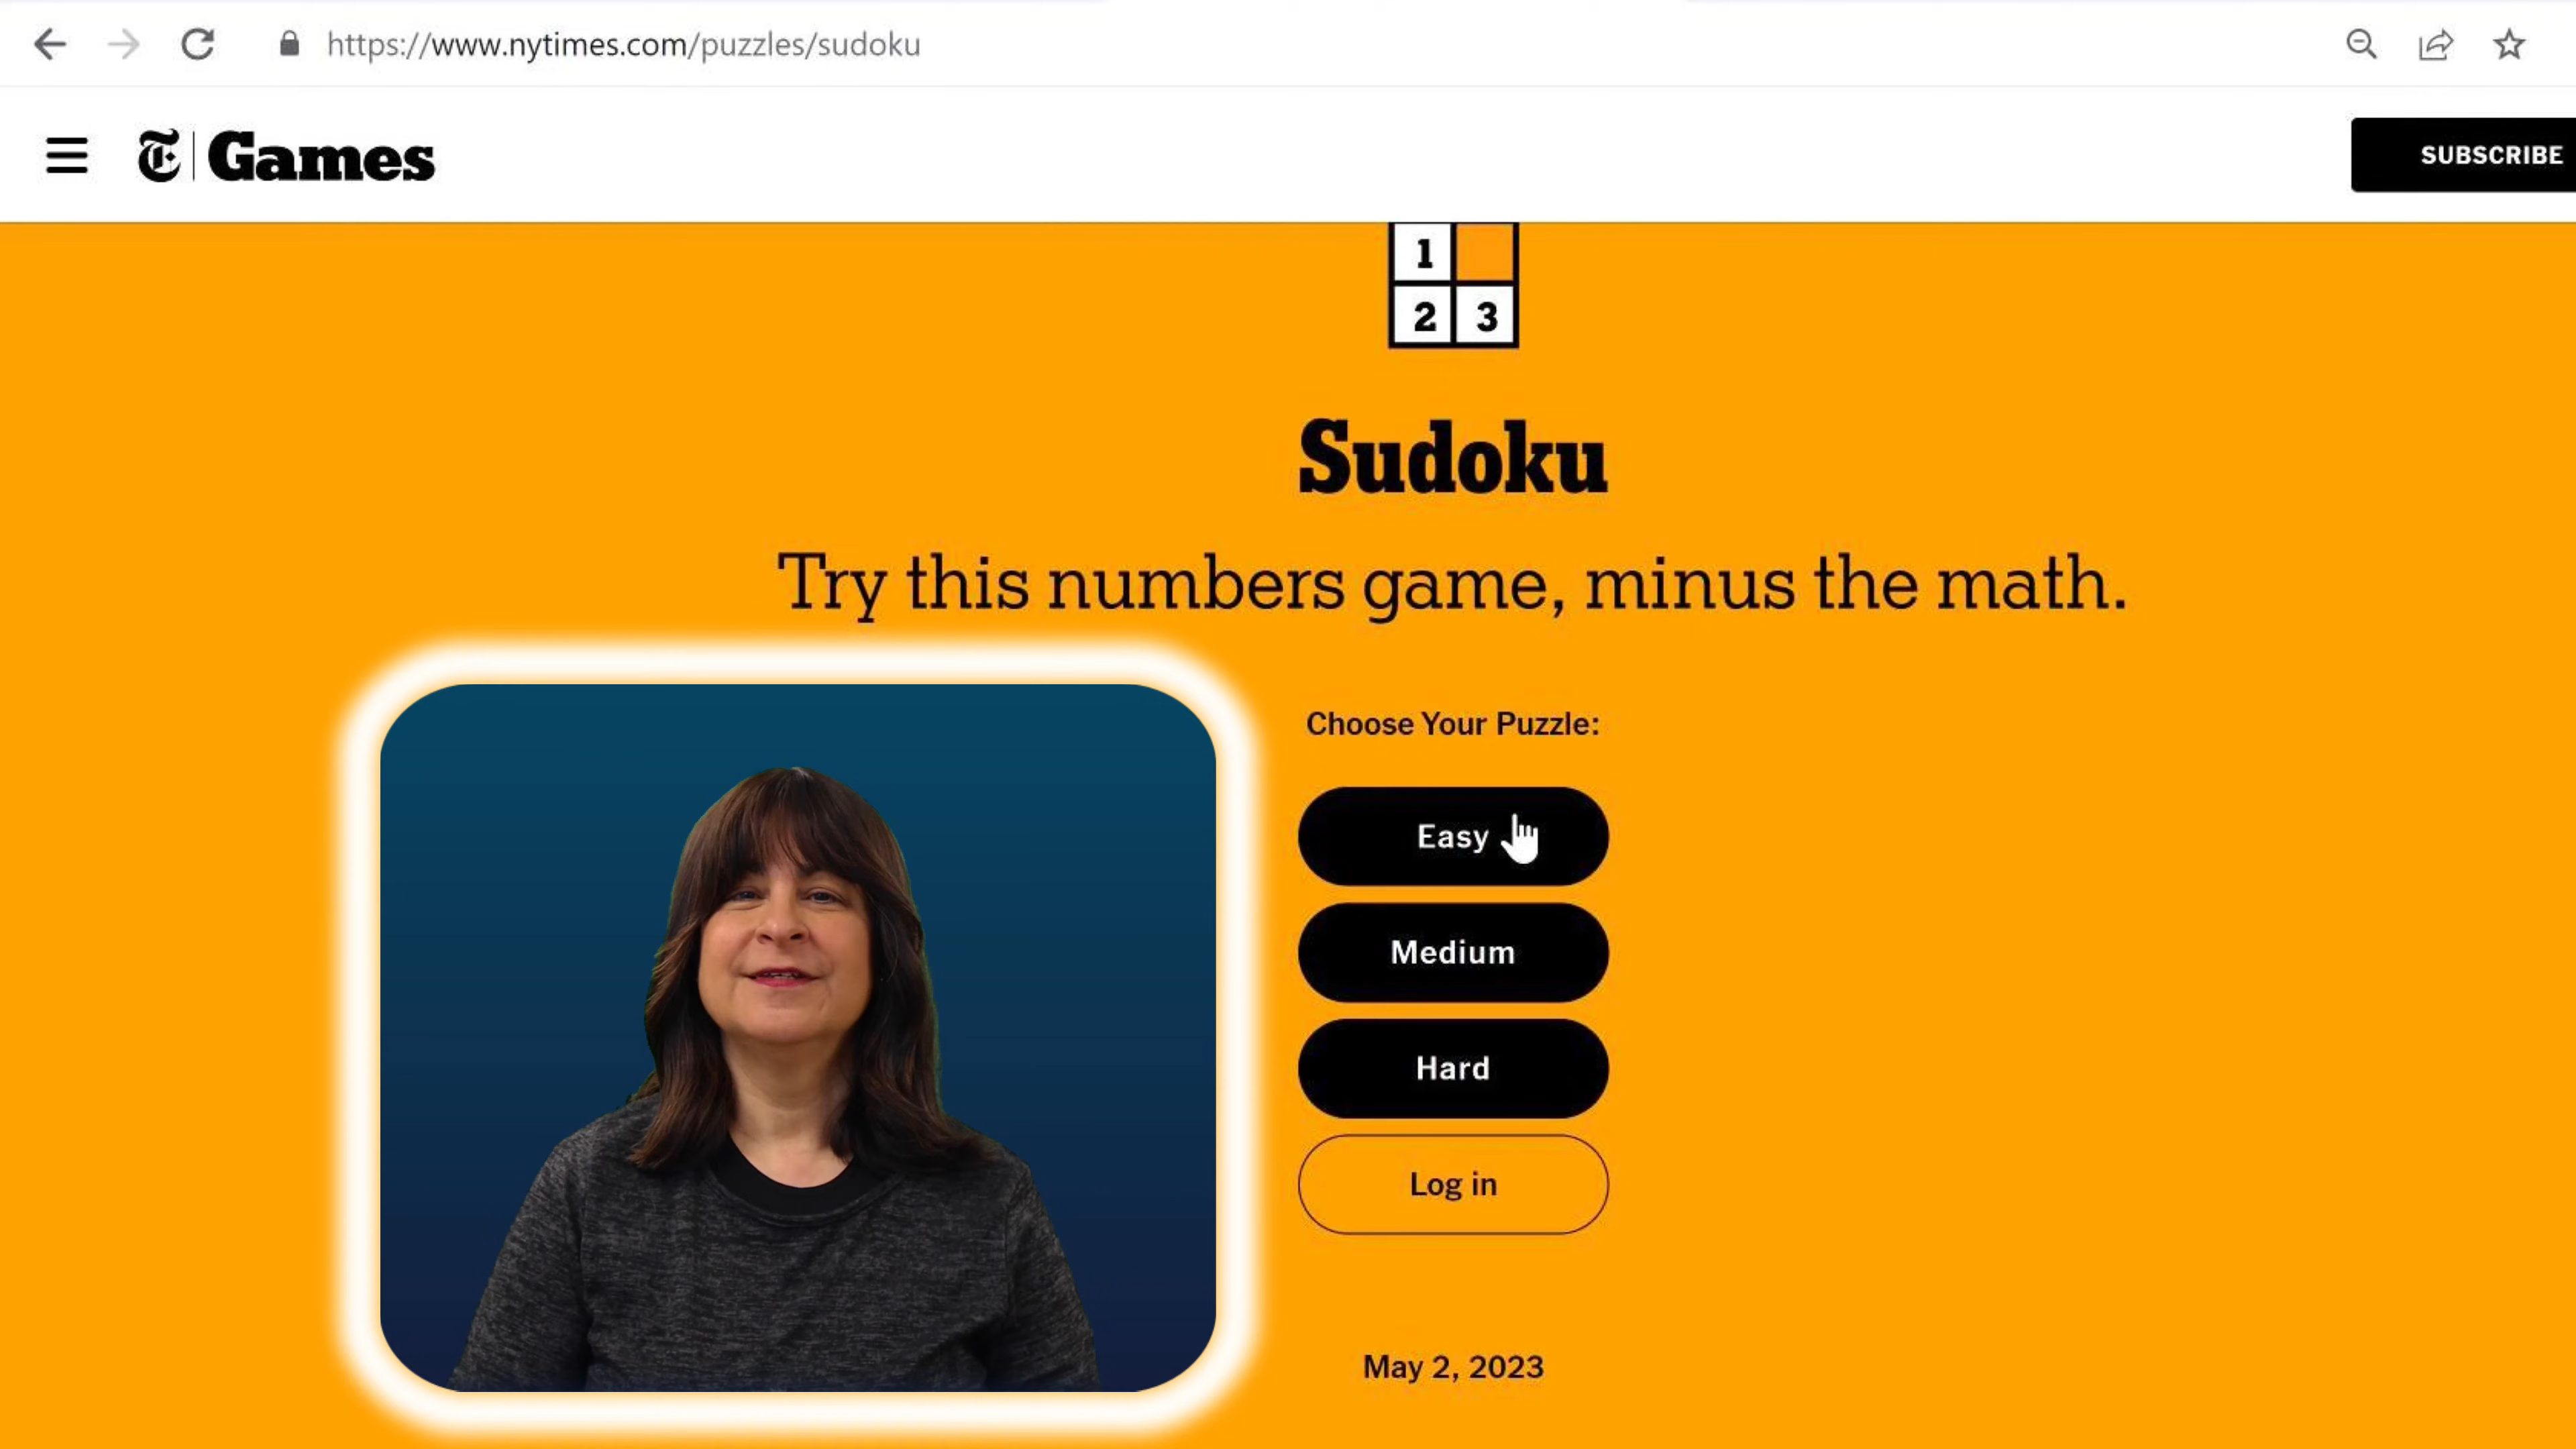 https://www.nytimes.com/puzzles/sudoku
T Games
SUBSCRIBE
1
2 3
Sudoku
Try this numbers game, minus the math.
Choose Your Puzzle:
Easy
Medium
Hard
Log in
May 2, 2023